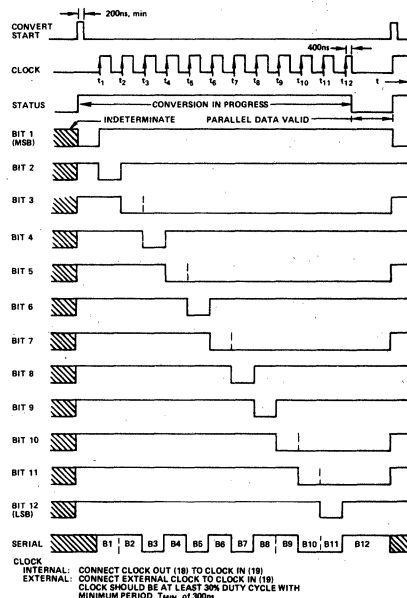 200ns, min
CONVERT START
400ns
CLOCK
t1 t2 t3 t4 t5 t6 t7 t8 t9 t10 t11 t12 t
STATUS
CONVERSION IN PROGRESS
INDETERMINATE
PARALLEL DATA VALID
BIT 1
(MSB)
BIT 2
BIT 3
BIT 4
BIT 5
BIT 6
BIT 7
BIT 8
BIT 9
BIT 10
BIT 11
BIT 12
(LSB)
SERIAL B1 B2 B3 B4 B5 B6 B7 B8 B9 B10 B11 B12
CLOCK
INTERNAL: CONNECT CLOCK OUT (18) TO CLOCK IN (19)
EXTERNAL: CONNECT EXTERNAL CLOCK TO CLOCK IN (19)
CLOCK SHOULD BE AT LEAST 30% DUTY CYCLE WITH
MINIMUM PERIOD, TMIN, of 300ns